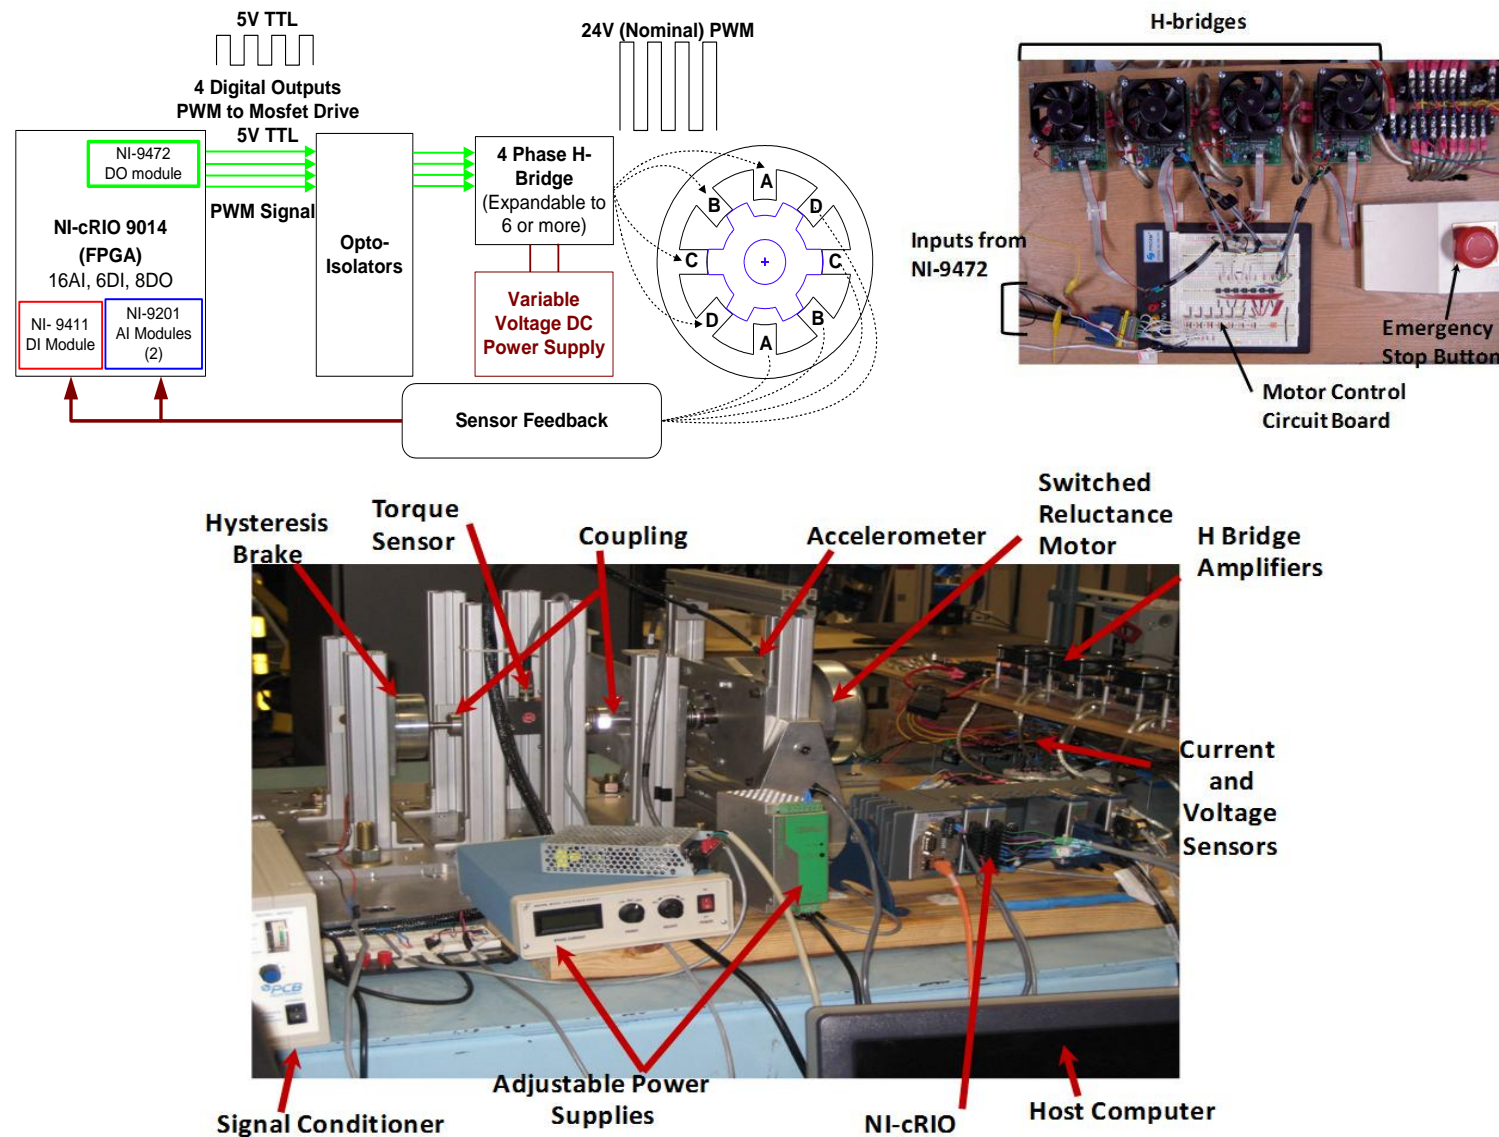 5V TTL
4 Digital Outputs
PWM to Mosfet Drive
5V TTL
PWM Signal
NI-9472
DO module
NI-cRIO 9014
(FPGA)
16AI, 6DI, 8DO
NI- 9411
DI Module
NI-9201
AI Modules
(2)
Opto-
Isolators
4 Phase H-
Bridge
(Expandable to
6 or more)
Variable
Voltage DC
Power Supply
24V (Nominal) PWM
A
B
D
C
C
D
B
A
Sensor Feedback
H-bridges
Inputs from
NI-9472
Emergency
Stop Button
Motor Control
Circuit Board
Hysteresis
Brake
Torque
Sensor
Coupling
Accelerometer
Switched
Reluctance
Motor
H Bridge
Amplifiers
Current
and
Voltage
Sensors
PCB
Signal Conditioner
Adjustable Power
Supplies
NI-cRIO
Host Computer